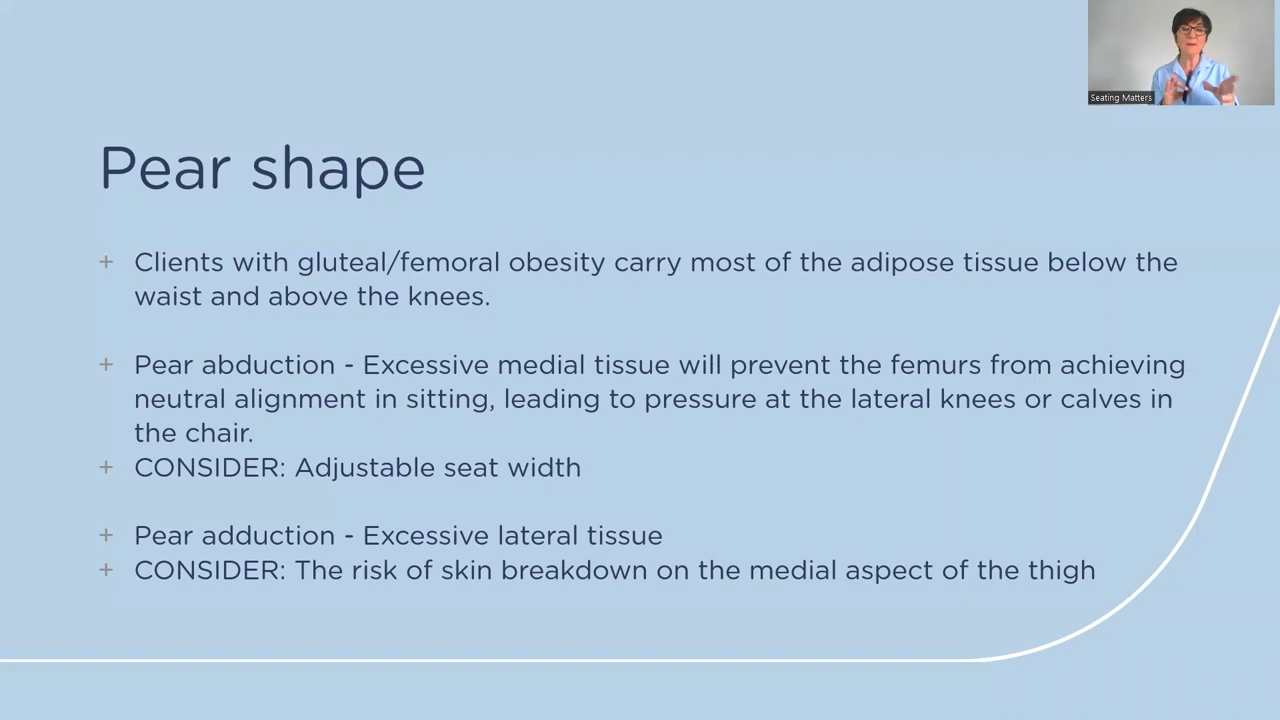 Seating Matters
Pear shape
+ Clients with gluteal/femoral obesity carry most of the adipose tissue below the
waist and above the knees.
+ Pear abduction - Excessive medial tissue will prevent the femurs from achieving
neutral alignment in sitting, leading to pressure at the lateral knees or calves in
the chair.
+ CONSIDER: Adjustable seat width
+ Pear adduction - Excessive lateral tissue
+ CONSIDER: The risk of skin breakdown on the medial aspect of the thigh